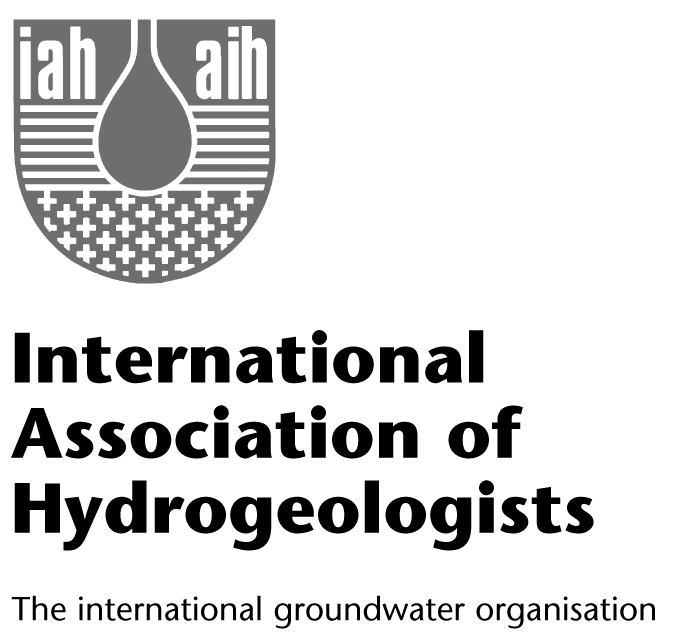 iah aih
International
Association of
Hydrogeologists
The international groundwater organisation